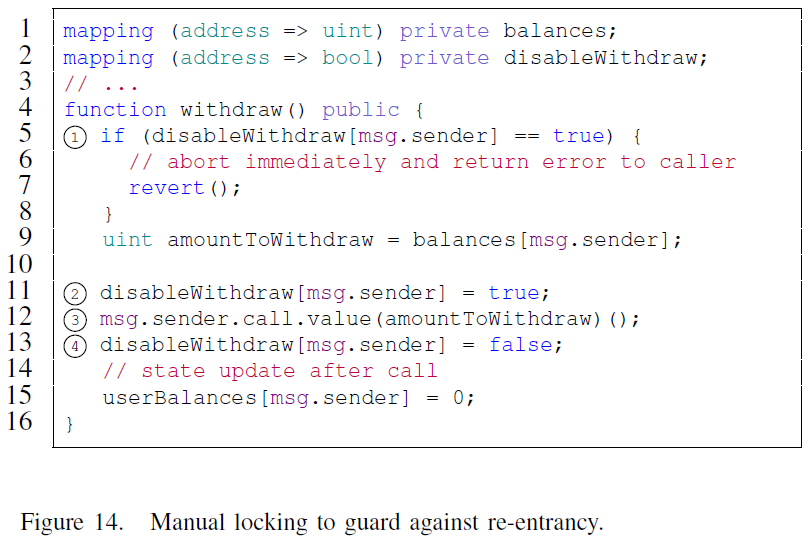 1 mapping (address => uint) private balances;
2 mapping (address => bool) private disableWithdraw;
3 // ...
4 function withdraw() public {
5 ① if (disableWithdraw[msg.sender] == true) {
6 // abort immediately and return error to caller
7 revert();
8 }
9 uint amountToWithdraw = balances[msg.sender];
10
11 ② disableWithdraw[msg.sender] = true;
12 ③ msg.sender.call.value(amountToWithdraw)();
13 ④ disableWithdraw[msg.sender] = false;
14 // state update after call
15 userBalances[msg.sender] = 0;
16 }
Figure 14. Manual locking to guard against re-entrancy.